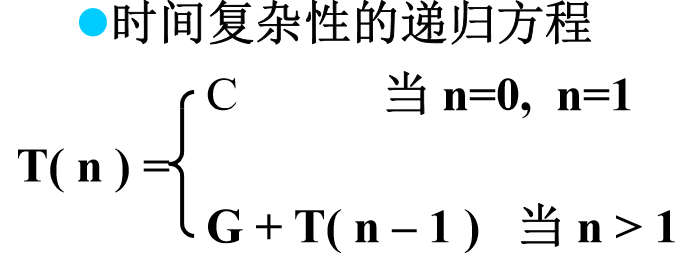 ●时间复杂性的递归方程
C 当 n=0, n=1
T( n ) =
G + T( n – 1 ) 当 n > 1